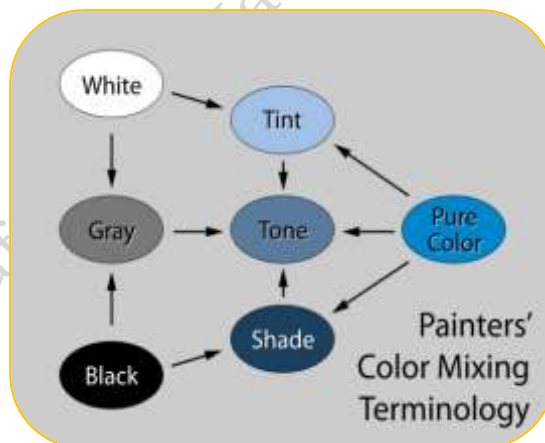 White
Tint
Gray
Tone
Pure
Color
Shade
Black
Painters'
Color Mixing
Terminology